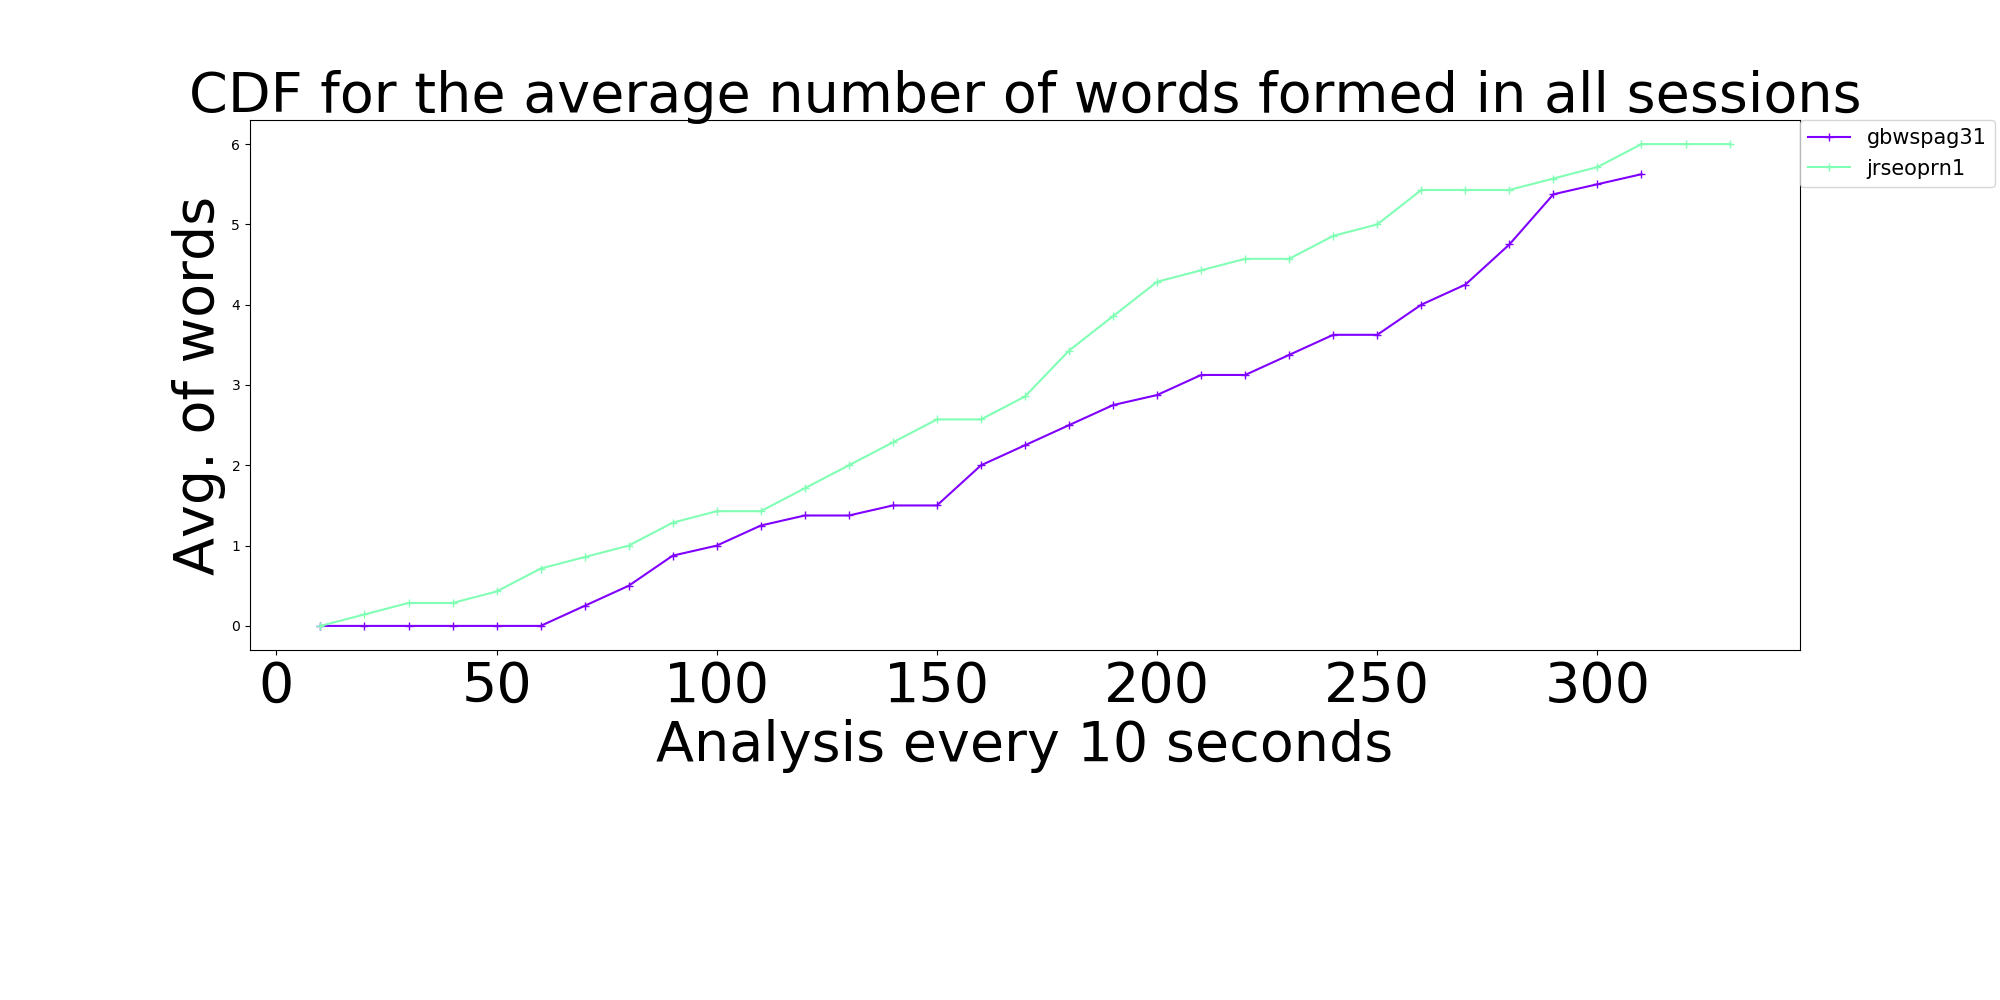 CDF for the average number of words formed in all sessions
gbwspag31
jrseoprn1
Avg. of words
6
5
4
3
2
1
0
0 50 100 150 200 250 300
Analysis every 10 seconds